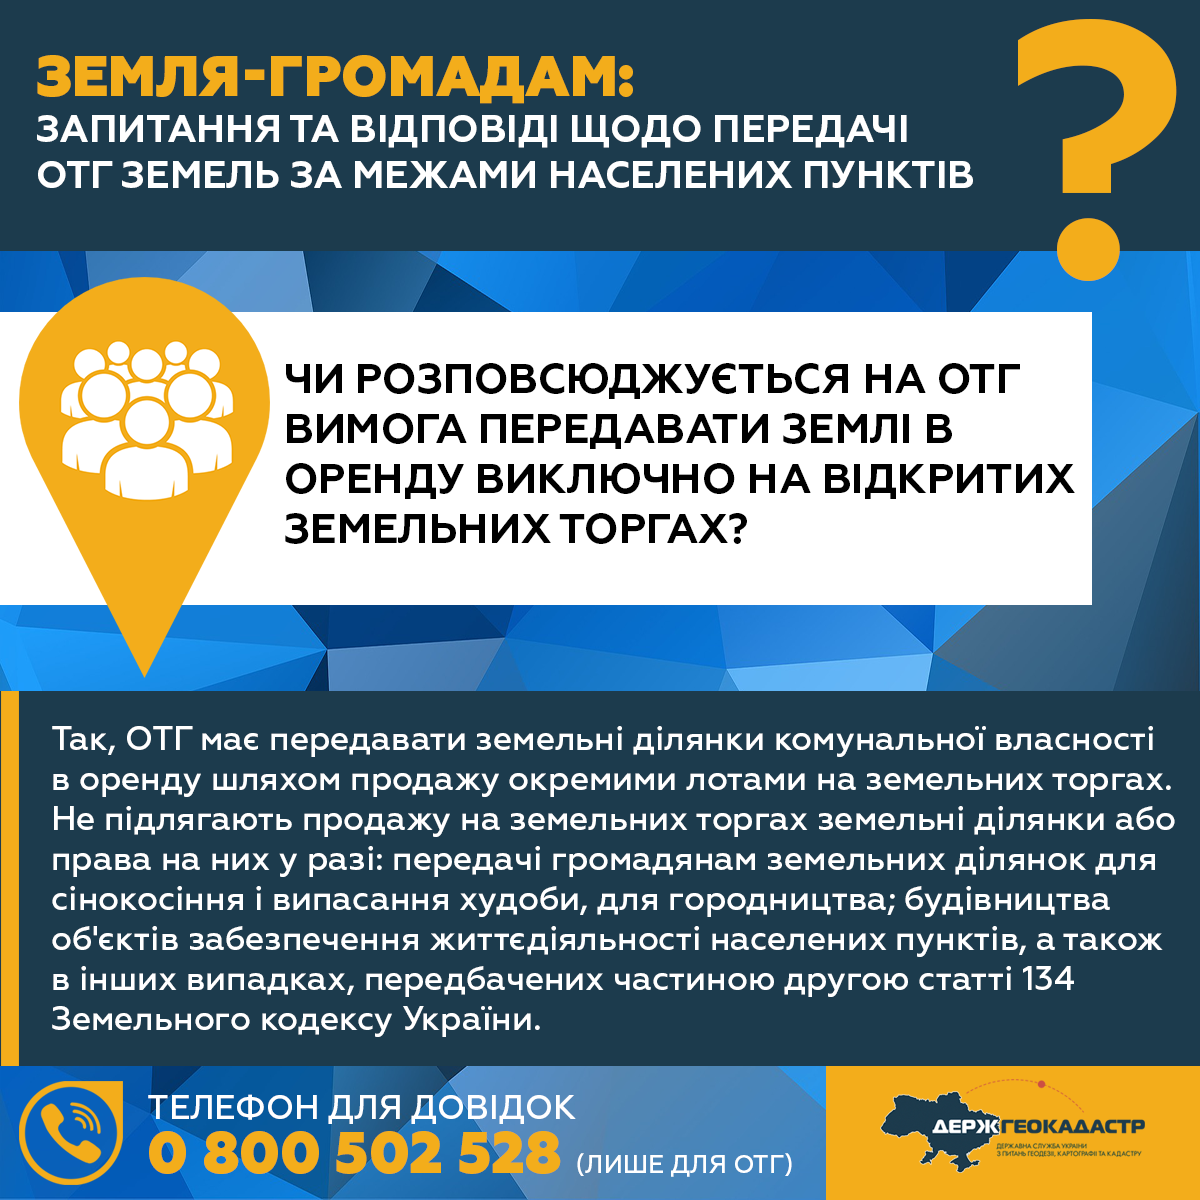 ЗЕМЛЯ-ГРОМАДАМ:
ЗАПИТАННЯ ТА ВІДПОВІДІ ЩОДО ПЕРЕДАЧІ
ОТГ ЗЕМЕЛЬ ЗА МЕЖАМИ НАСЕЛЕНИХ ПУНКТІВ
?
ЧИ РОЗПОВСЮДЖУЄТЬСЯ НА ОТГ
ВИМОГА ПЕРЕДАВАТИ ЗЕМЛІ В
ОРЕНДУ ВИКЛЮЧНО НА ВІДКРИТИХ
ЗЕМЕЛЬНИХ ТОРГАХ?
Так, ОТГ має передавати земельні ділянки комунальної власності
в оренду шляхом продажу окремими лотами на земельних торгах.
Не підлягають продажу на земельних торгах земельні ділянки або
права на них у разі: передачі громадянам земельних ділянок для
сінокосіння і випасання худоби, для городництва; будівництва
об'єктів забезпечення життєдіяльності населених пунктів, а також
в інших випадках, передбачених частиною другою статті 134
Земельного кодексу України.
ТЕЛЕФОН ДЛЯ ДОВІДОК
0 800 502 528 (ЛИШЕ ДЛЯ ОТГ)
ДЕРЖГЕОКАДАСТР
ДЕРЖАВНА СЛУЖБА УКРАЇНИ
З ПИТАНЬ ГЕОДЕЗІЇ, КАРТОГРАФІЇ ТА КАДАСТРУ